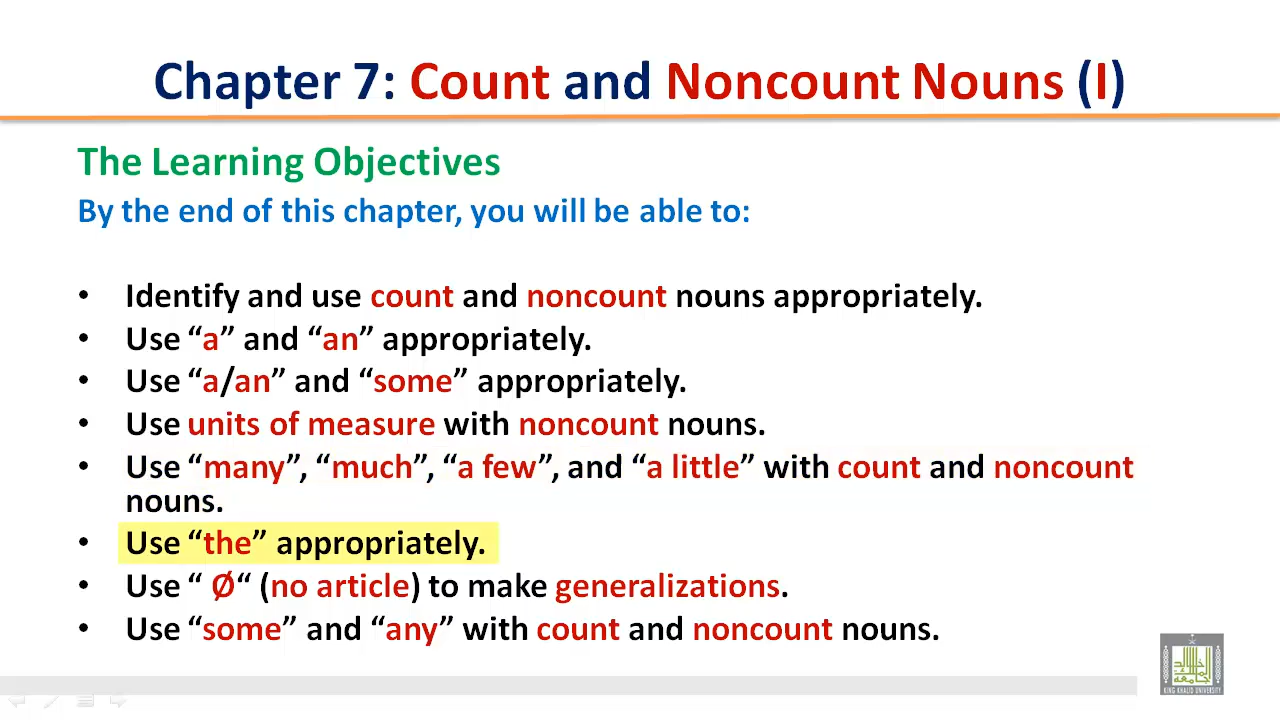 Chapter 7: Count and Noncount Nouns (I)
The Learning Objectives
By the end of this chapter, you will be able to:
• Identify and use count and noncount nouns appropriately.
• Use “a” and “an” appropriately.
• Use “a/an” and “some” appropriately.
• Use units of measure with noncount nouns.
• Use “many”, “much”, “a few”, and “a little” with count and noncount
nouns.
• Use “the” appropriately.
• Use “ Ø“ (no article) to make generalizations.
• Use “some” and “any” with count and noncount nouns.
KING KHALID UNIVERSITY